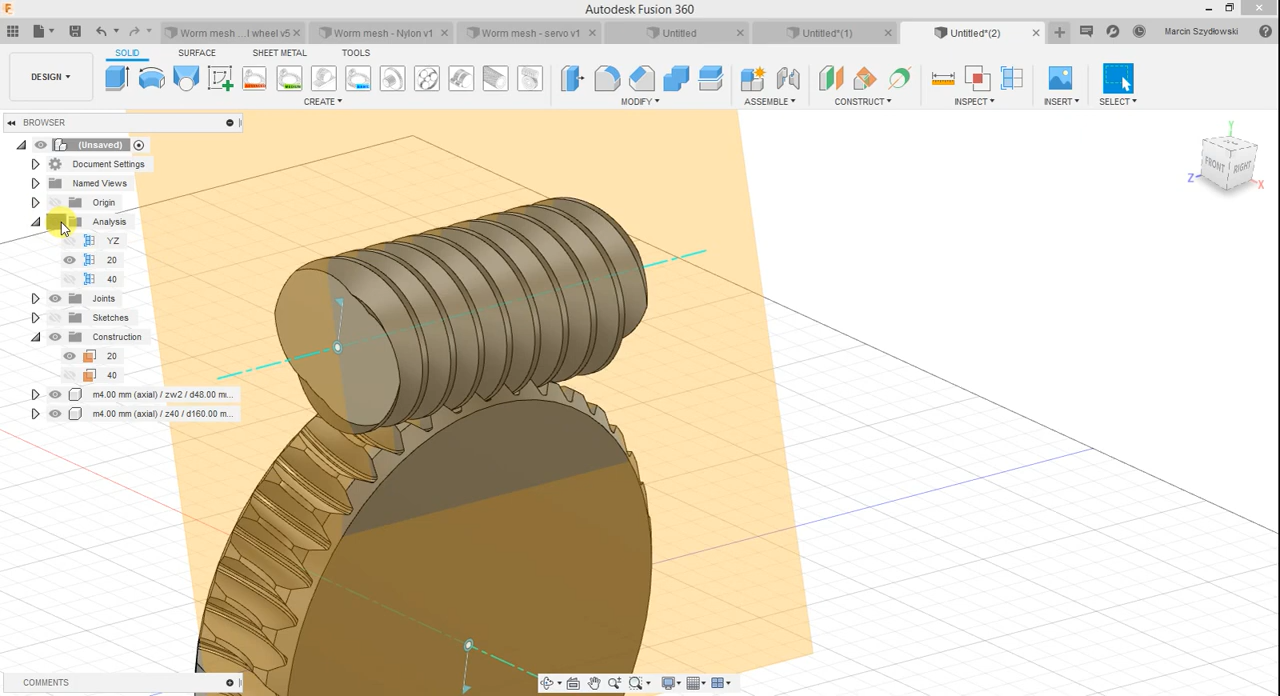 Autodesk Fusion 360
Worm mesh ...l wheel v5
Worm mesh - Nylon v1
Worm mesh - servo v1
Untitled
Untitled*(1)
Untitled*(2)
Marcin Szydłowski
SOLID
SURFACE
SHEET METAL
TOOLS
DESIGN
CREATE
MODIFY
ASSEMBLE
CONSTRUCT
INSPECT
INSERT
SELECT
BROWSER
(Unsaved)
Document Settings
Named Views
Origin
Analysis
YZ
20
40
Joints
Sketches
Construction
20
40
m4.00 mm (axial) / zw2 / d48.00 m...
m4.00 mm (axial) / z40 / d160.00 m...
Y
FRONT
RIGHT
Z
X
COMMENTS